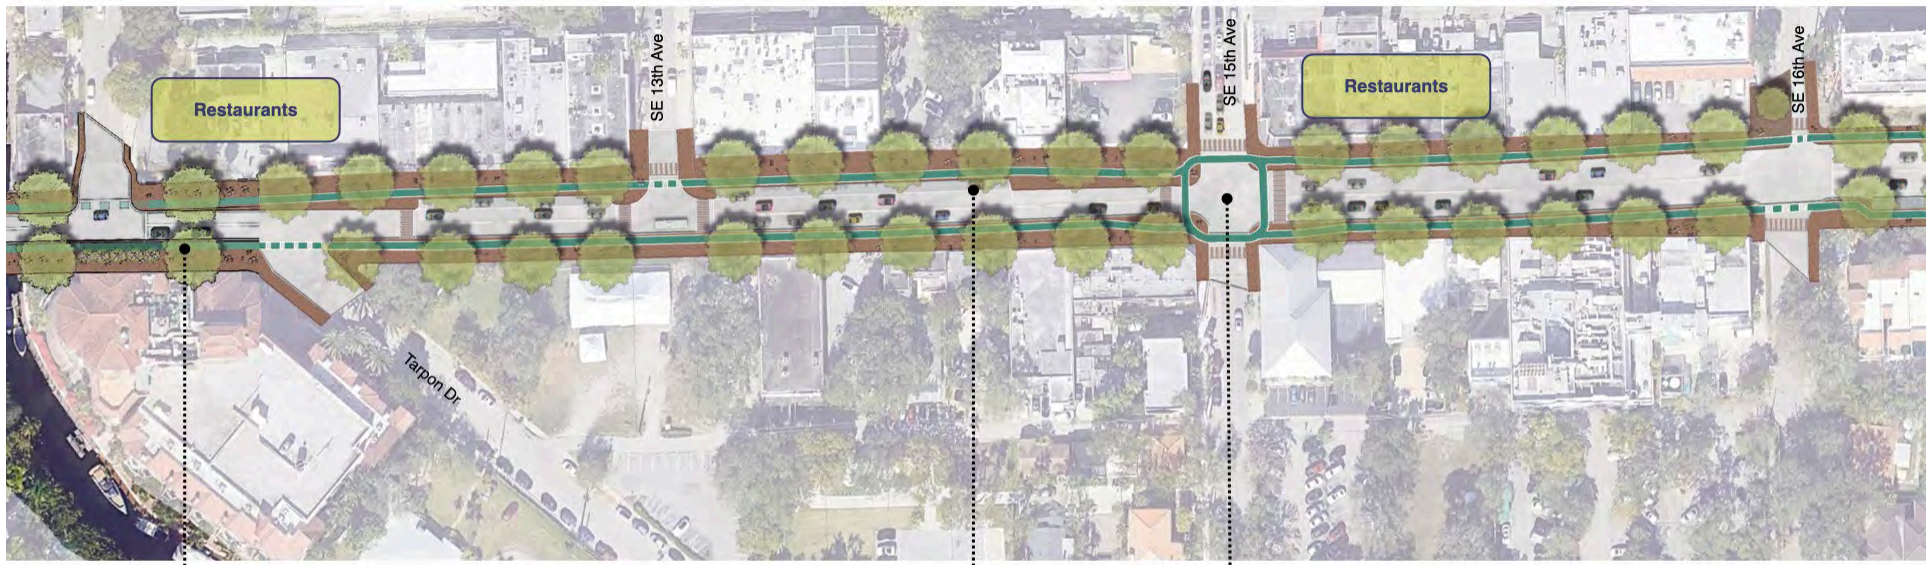 Restaurants
SE 13th Ave
SE 15th Ave
Restaurants
SE 16th Ave
Tarpon Dr